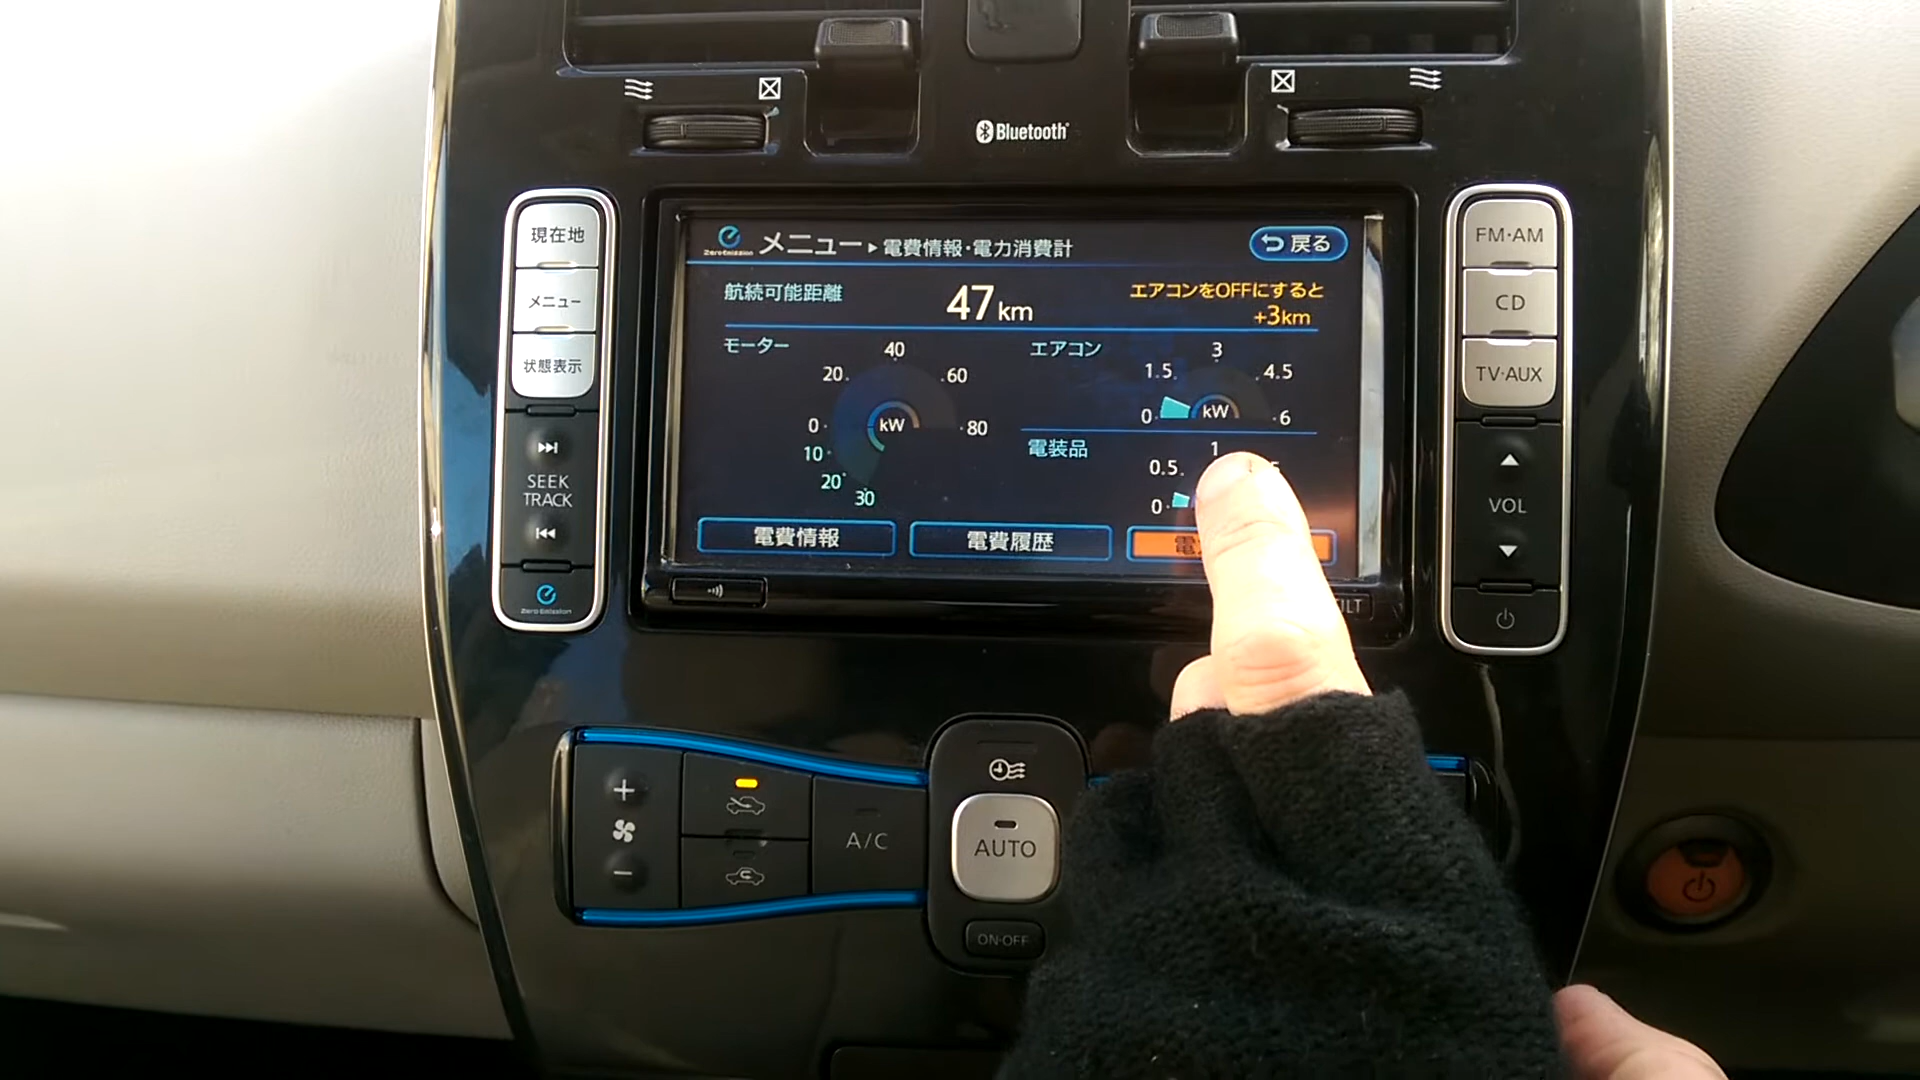 Bluetooth
現在地
メニュー
状態表示
SEEK
TRACK
Zero Emission
FM·AM
CD
TV·AUX
VOL
Zero Emission
メニュー ▸ 電費情報・電力消費計
戻る
航続可能距離
47 km
エアコンをOFFにすると
+3km
モーター
40
20
60
0
kW
80
10
20
30
エアコン
3
1.5
4.5
0
kW
6
電装品
1
0.5
0
電費情報
電費履歴
A/C
AUTO
ON·OFF